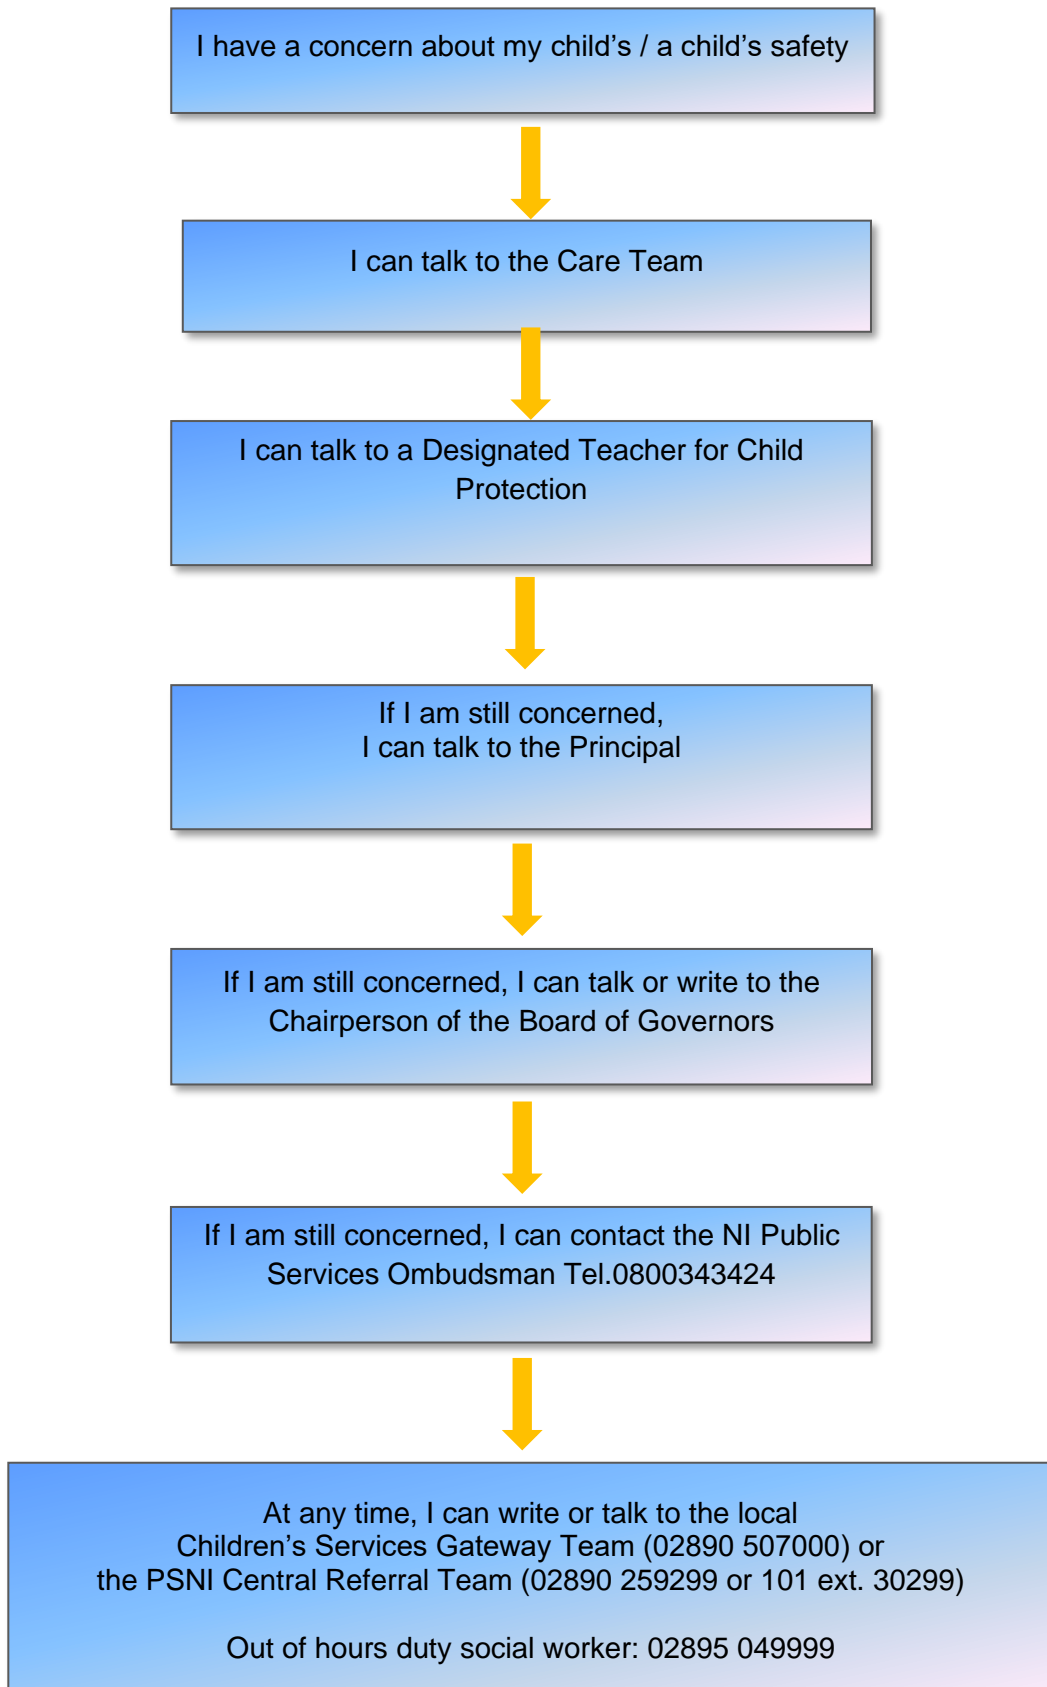 I have a concern about my child’s / a child’s safety
I can talk to the Care Team
I can talk to a Designated Teacher for Child
Protection
If I am still concerned,
I can talk to the Principal
If I am still concerned, I can talk or write to the
Chairperson of the Board of Governors
If I am still concerned, I can contact the NI Public
Services Ombudsman Tel.0800343424
At any time, I can write or talk to the local
Children’s Services Gateway Team (02890 507000) or
the PSNI Central Referral Team (02890 259299 or 101 ext. 30299)
Out of hours duty social worker: 02895 049999